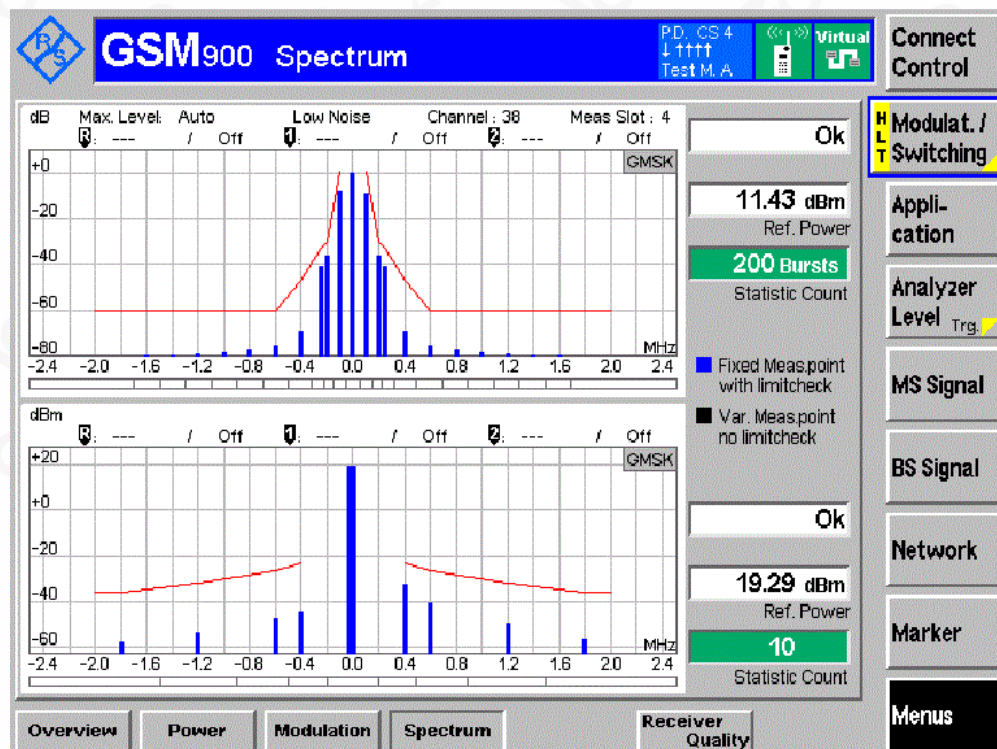 R/S
GSM900 Spectrum
P.D. CS 4
↓ ↑↑↑↑
Test M. A
Virtual
Connect
Control
dB Max. Level: Auto Low Noise Channel : 38 Meas Slot : 4
R: --- / Off 1: --- / Off 2: --- / Off
GMSK
+0
-20
-40
-60
-80
MHz
-2.4 -2.0 -1.6 -1.2 -0.8 -0.4 0.0 0.4 0.8 1.2 1.6 2.0 2.4
Ok
11.43 dBm
Ref. Power
200 Bursts
Statistic Count
Fixed Meas.point
with limitcheck
Var. Meas.point
no limitcheck
dBm
R: --- / Off 1: --- / Off 2: --- / Off
GMSK
+20
+0
-20
-40
-60
MHz
-2.4 -2.0 -1.6 -1.2 -0.8 -0.4 0.0 0.4 0.8 1.2 1.6 2.0 2.4
Ok
19.29 dBm
Ref. Power
10
Statistic Count
HLT
Modulat. /
Switching
Appli-
cation
Analyzer
Level Trg.
MS Signal
BS Signal
Network
Marker
Menus
Overview
Power
Modulation
Spectrum
Receiver
Quality